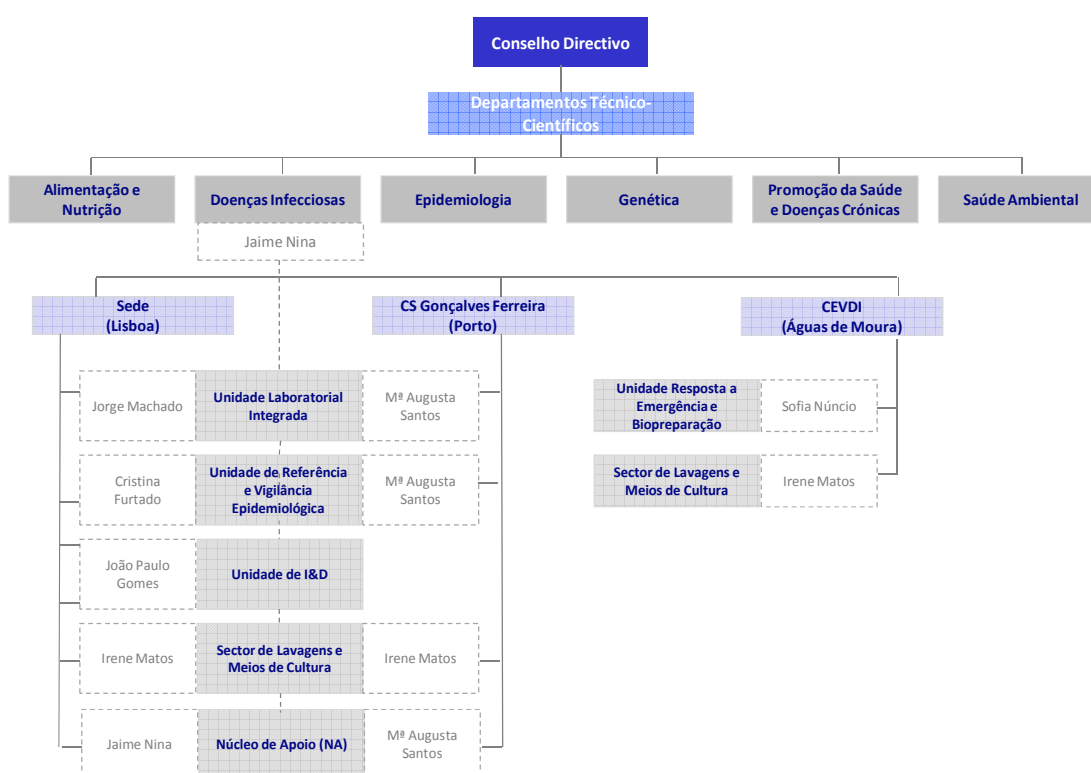 Conselho Directivo
Departamentos Técnico-
Científicos
Alimentação e
Nutrição
Doenças Infecciosas
Epidemiologia
Genética
Promoção da Saúde
e Doenças Crónicas
Saúde Ambiental
Jaime Nina
Sede
(Lisboa)
CS Gonçalves Ferreira
(Porto)
CEVDI
(Águas de Moura)
Jorge Machado
Unidade Laboratorial
Integrada
Mª Augusta
Santos
Unidade Resposta a
Emergência e
Biopreparação
Sofia Núncio
Cristina
Furtado
Unidade de Referência
e Vigilância
Epidemiológica
Mª Augusta
Santos
Sector de Lavagens e
Meios de Cultura
Irene Matos
João Paulo
Gomes
Unidade de I&D
Irene Matos
Sector de Lavagens e
Meios de Cultura
Irene Matos
Jaime Nina
Núcleo de Apoio (NA)
Mª Augusta
Santos